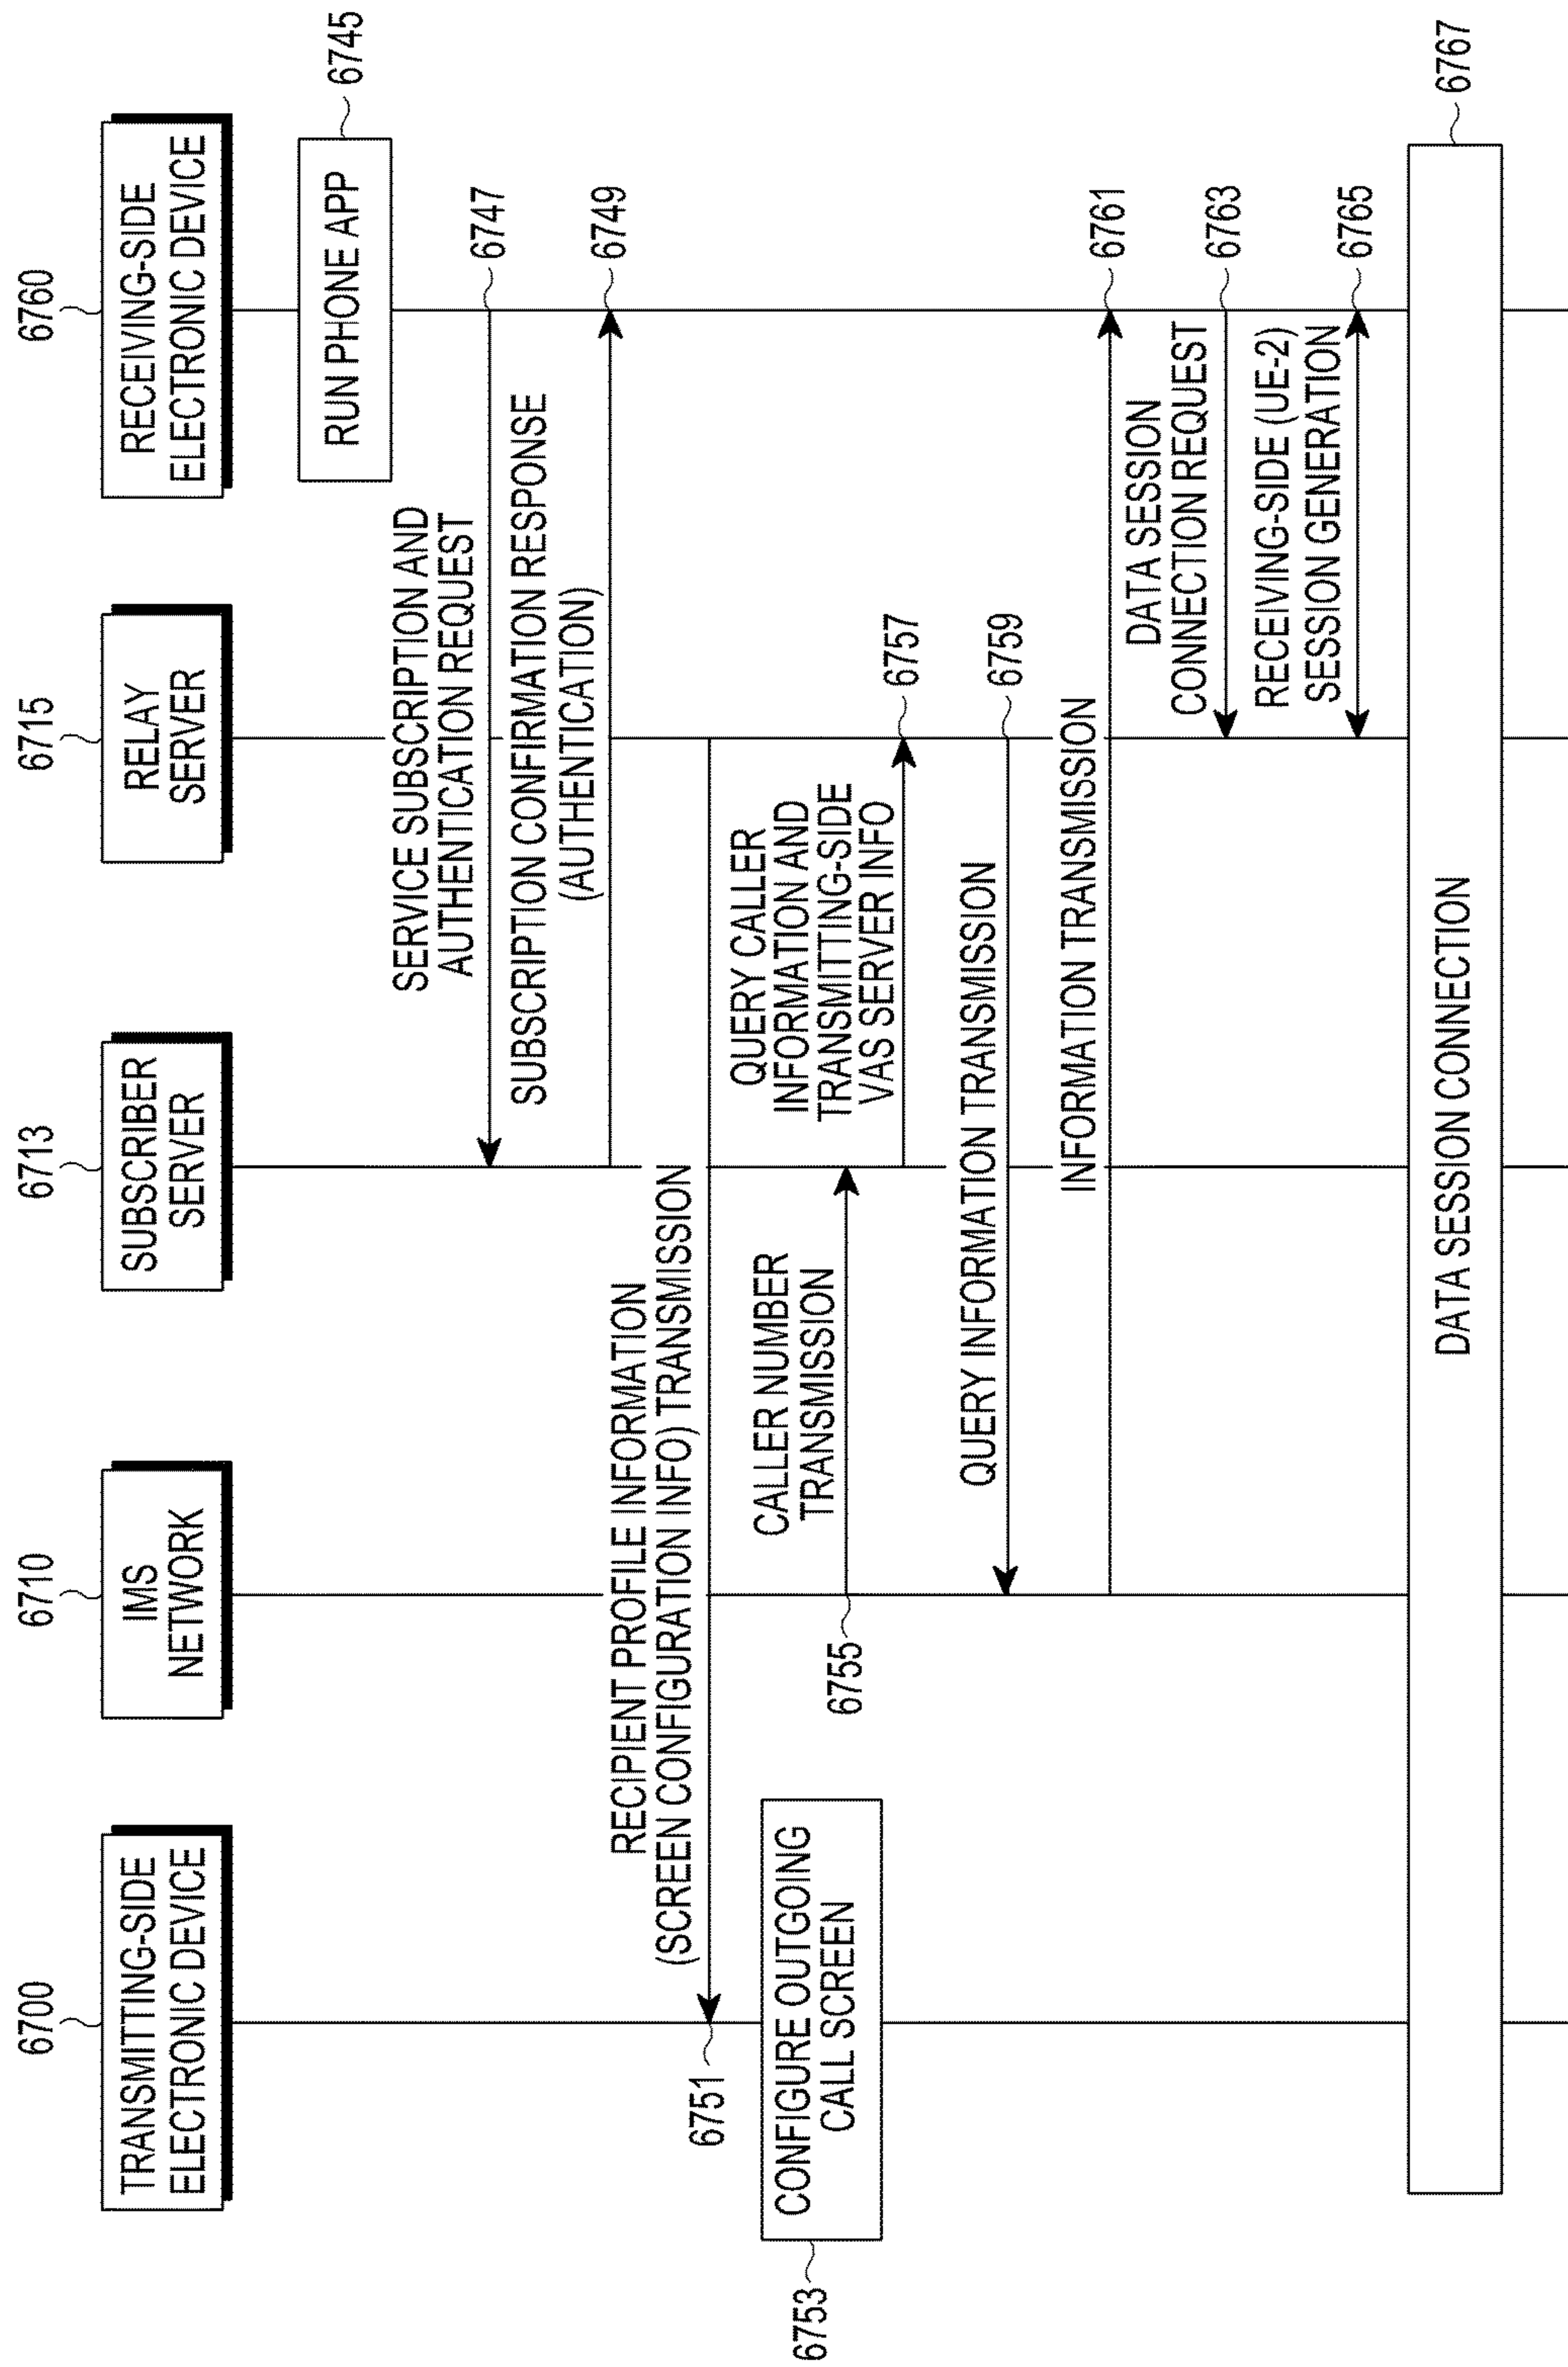 6700
TRANSMITTING-SIDE
ELECTRONIC DEVICE
6710
IMS
NETWORK
6713
SUBSCRIBER
SERVER
6715
RELAY
SERVER
6760
RECEIVING-SIDE
ELECTRONIC DEVICE
RUN PHONE APP
6745
SERVICE SUBSCRIPTION AND
AUTHENTICATION REQUEST
6747
SUBSCRIPTION CONFIRMATION RESPONSE
(AUTHENTICATION)
6749
RECIPIENT PROFILE INFORMATION
(SCREEN CONFIGURATION INFO) TRANSMISSION
6751
6753
CONFIGURE OUTGOING
CALL SCREEN
CALLER NUMBER
TRANSMISSION
6755
QUERY CALLER
INFORMATION AND
TRANSMITTING-SIDE
VAS SERVER INFO
6757
QUERY INFORMATION TRANSMISSION
6759
INFORMATION TRANSMISSION
6761
DATA SESSION
CONNECTION REQUEST
6763
RECEIVING-SIDE (UE-2)
SESSION GENERATION
6765
DATA SESSION CONNECTION
6767